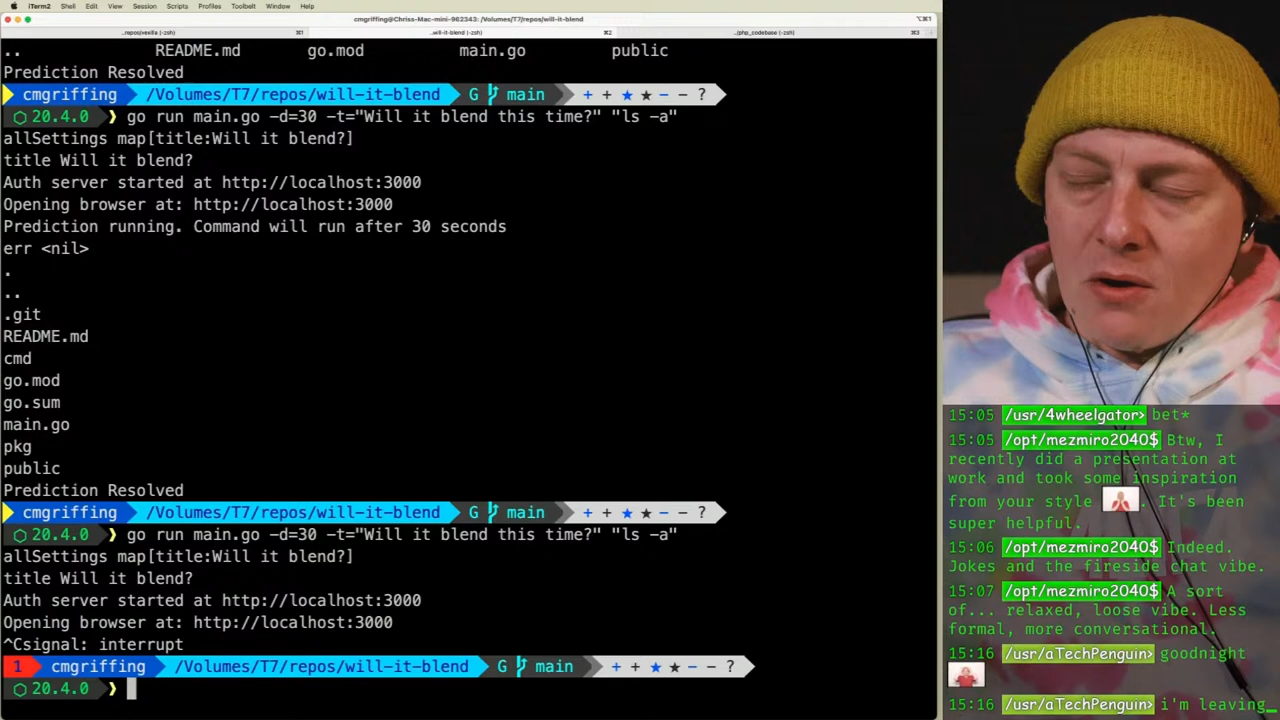 iTerm2 Shell Edit View Session Scripts Profiles Toolbelt Window Help
cmgriffing@Chriss-Mac-mini-962343: /Volumes/T7/repos/will-it-blend ⌥⌘1
..repos/vexilla (-zsh) ⌘1 ..will-it-blend (-zsh) ⌘2 ../php_codebase (-zsh) ⌘3
.. README.md go.mod main.go public
Prediction Resolved
cmgriffing /Volumes/T7/repos/will-it-blend G main + + ★ ★ – – ?
20.4.0 ❯ go run main.go -d=30 -t="Will it blend this time?" "ls -a"
allSettings map[title:Will it blend?]
title Will it blend?
Auth server started at http://localhost:3000
Opening browser at: http://localhost:3000
Prediction running. Command will run after 30 seconds
err <nil>
.
..
.git
README.md
cmd
go.mod
go.sum
main.go
pkg
public
Prediction Resolved
cmgriffing /Volumes/T7/repos/will-it-blend G main + + ★ ★ – – ?
20.4.0 ❯ go run main.go -d=30 -t="Will it blend this time?" "ls -a"
allSettings map[title:Will it blend?]
title Will it blend?
Auth server started at http://localhost:3000
Opening browser at: http://localhost:3000
^Csignal: interrupt
1 cmgriffing /Volumes/T7/repos/will-it-blend G main + + ★ ★ – – ?
20.4.0 ❯
15:05 /usr/4wheelgator> bet*
15:05 /opt/mezmiro2040$ Btw, I
recently did a presentation at
work and took some inspiration
from your style . It's been
super helpful.
15:06 /opt/mezmiro2040$ Indeed.
Jokes and the fireside chat vibe.
15:07 /opt/mezmiro2040$ A sort
of... relaxed, loose vibe. Less
formal, more conversational.
15:16 /usr/aTechPenguin> goodnight
15:16 /usr/aTechPenguin> i'm leaving_